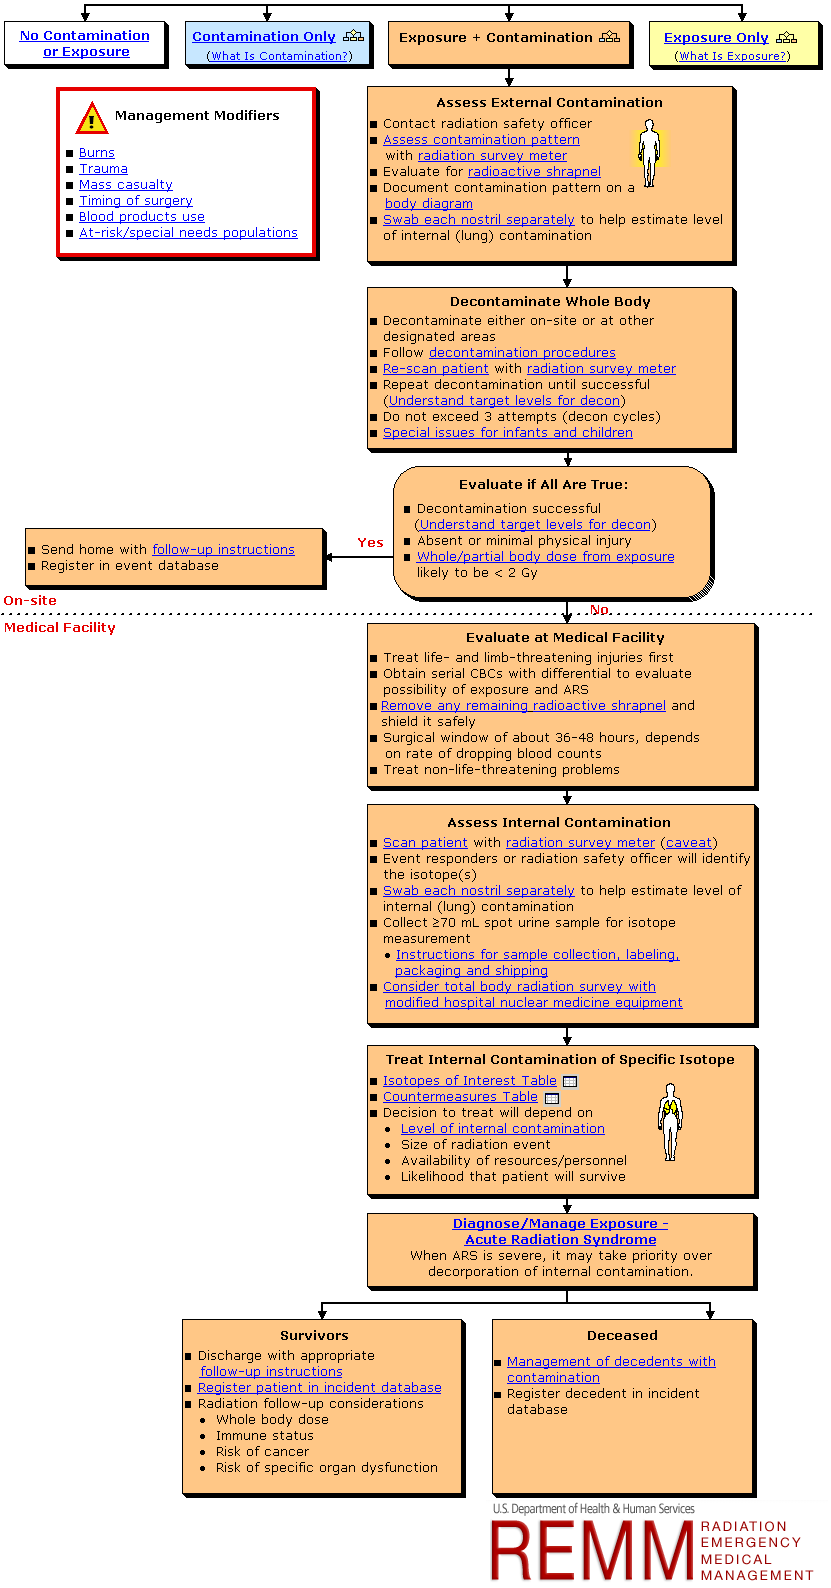 No Contamination
or Exposure
Contamination Only
(What Is Contamination?)
Exposure + Contamination
Exposure Only
(What Is Exposure?)
Management Modifiers
Burns
Trauma
Mass casualty
Timing of surgery
Blood products use
At-risk/special needs populations
Assess External Contamination
Contact radiation safety officer
Assess contamination pattern
with radiation survey meter
Evaluate for radioactive shrapnel
Document contamination pattern on a
body diagram
Swab each nostril separately to help estimate level
of internal (lung) contamination
Decontaminate Whole Body
Decontaminate either on-site or at other
designated areas
Follow decontamination procedures
Re-scan patient with radiation survey meter
Repeat decontamination until successful
(Understand target levels for decon)
Do not exceed 3 attempts (decon cycles)
Special issues for infants and children
Evaluate if All Are True:
Decontamination successful
(Understand target levels for decon)
Absent or minimal physical injury
Whole/partial body dose from exposure
likely to be < 2 Gy
Yes
Send home with follow-up instructions
Register in event database
On-site
No
Medical Facility
Evaluate at Medical Facility
Treat life- and limb-threatening injuries first
Obtain serial CBCs with differential to evaluate
possibility of exposure and ARS
Remove any remaining radioactive shrapnel and
shield it safely
Surgical window of about 36-48 hours, depends
on rate of dropping blood counts
Treat non-life-threatening problems
Assess Internal Contamination
Scan patient with radiation survey meter (caveat)
Event responders or radiation safety officer will identify
the isotope(s)
Swab each nostril separately to help estimate level of
internal (lung) contamination
Collect ≥70 mL spot urine sample for isotope
measurement
Instructions for sample collection, labeling,
packaging and shipping
Consider total body radiation survey with
modified hospital nuclear medicine equipment
Treat Internal Contamination of Specific Isotope
Isotopes of Interest Table
Countermeasures Table
Decision to treat will depend on
Level of internal contamination
Size of radiation event
Availability of resources/personnel
Likelihood that patient will survive
Diagnose/Manage Exposure -
Acute Radiation Syndrome
When ARS is severe, it may take priority over
decorporation of internal contamination.
Survivors
Discharge with appropriate
follow-up instructions
Register patient in incident database
Radiation follow-up considerations
Whole body dose
Immune status
Risk of cancer
Risk of specific organ dysfunction
Deceased
Management of decedents with
contamination
Register decedent in incident
database
U.S. Department of Health & Human Services
REMM
RADIATION
EMERGENCY
MEDICAL
MANAGEMENT